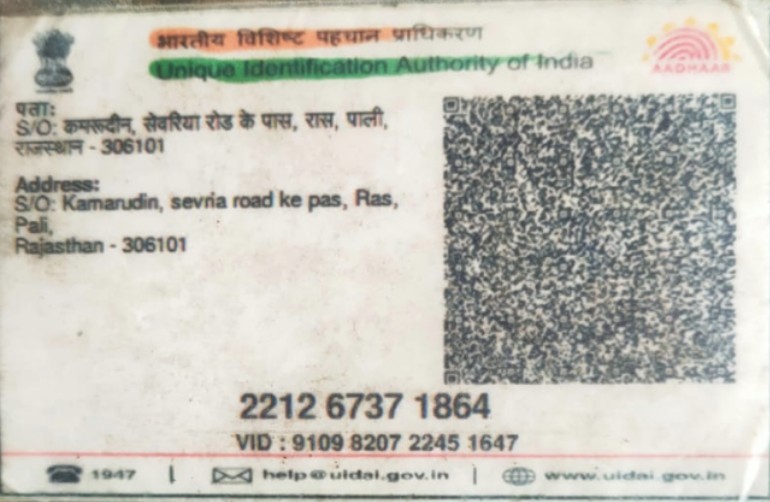 भारतीय विशिष्ट पहचान प्राधिकरण
Unique Identification Authority of India
AADHAAR
पता:
S/O: कमरूदीन, सेवरिया रोड के पास, रास, पाली,
राजस्थान - 306101
Address:
S/O: Kamarudin, sevria road ke pas, Ras,
Pali,
Rajasthan - 306101
2212 6737 1864
VID : 9109 8207 2245 1647
1947 | help@uidai.gov.in | www.uidai.gov.in